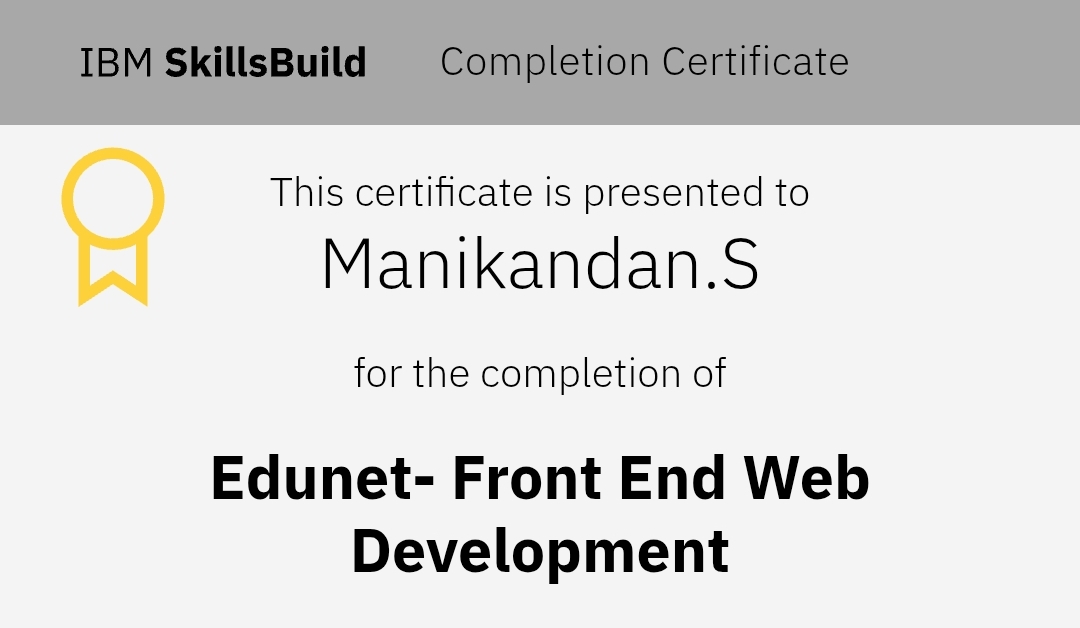 IBM SkillsBuild Completion Certificate
This certificate is presented to
Manikandan.S
for the completion of
Edunet- Front End Web
Development